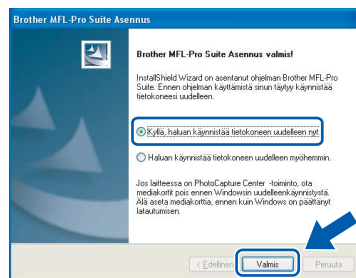 Brother MFL-Pro Suite Asennus
Brother MFL-Pro Suite Asennus valmis!
InstallShield Wizard on asentanut ohjelman Brother MFL-Pro
Suite. Ennen ohjelman käyttämistä sinun täytyy käynnistää
tietokoneesi uudelleen.
Kyllä, haluan käynnistää tietokoneen uudelleen nyt.
Haluan käynnistää tietokoneen uudelleen myöhemmin.
Jos laitteessa on PhotoCapture Center -toiminto, ota
mediakortit pois ennen Windowsin uudelleenkäynnistystä.
Älä aseta mediakorttia, ennen kuin Windows on päättänyt
latautumisen.
< Edellinen Valmis Peruuta